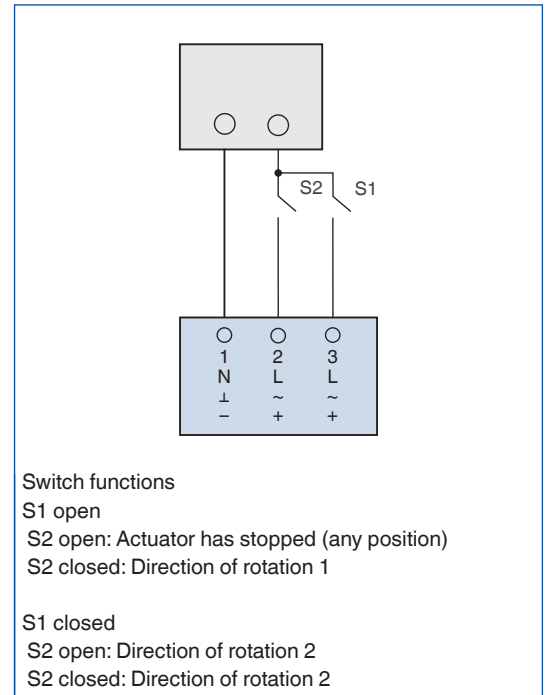 S2 S1
1 2 3
N L L
⊥ ~ ~
– + +
Switch functions
S1 open
S2 open: Actuator has stopped (any position)
S2 closed: Direction of rotation 1
S1 closed
S2 open: Direction of rotation 2
S2 closed: Direction of rotation 2